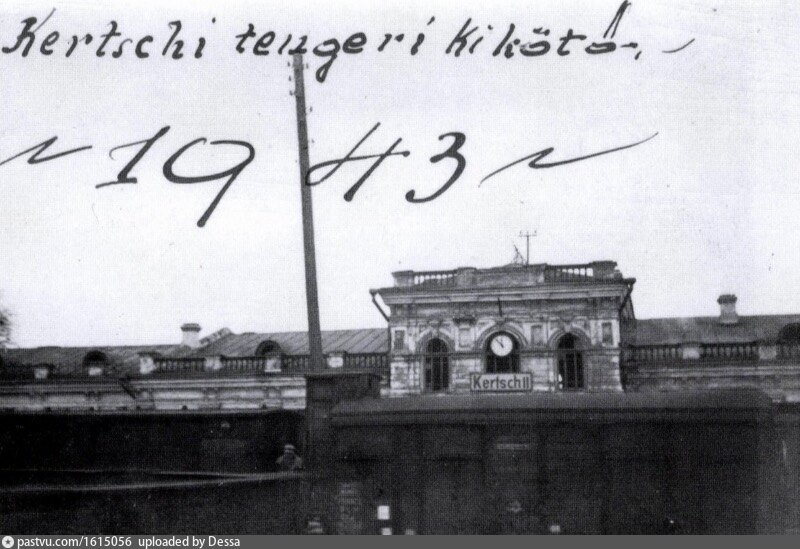 Kertschi tengeri kikötő.
~ 1943 ~
Kertsch II
pastvu.com/1615056 uploaded by Dessa